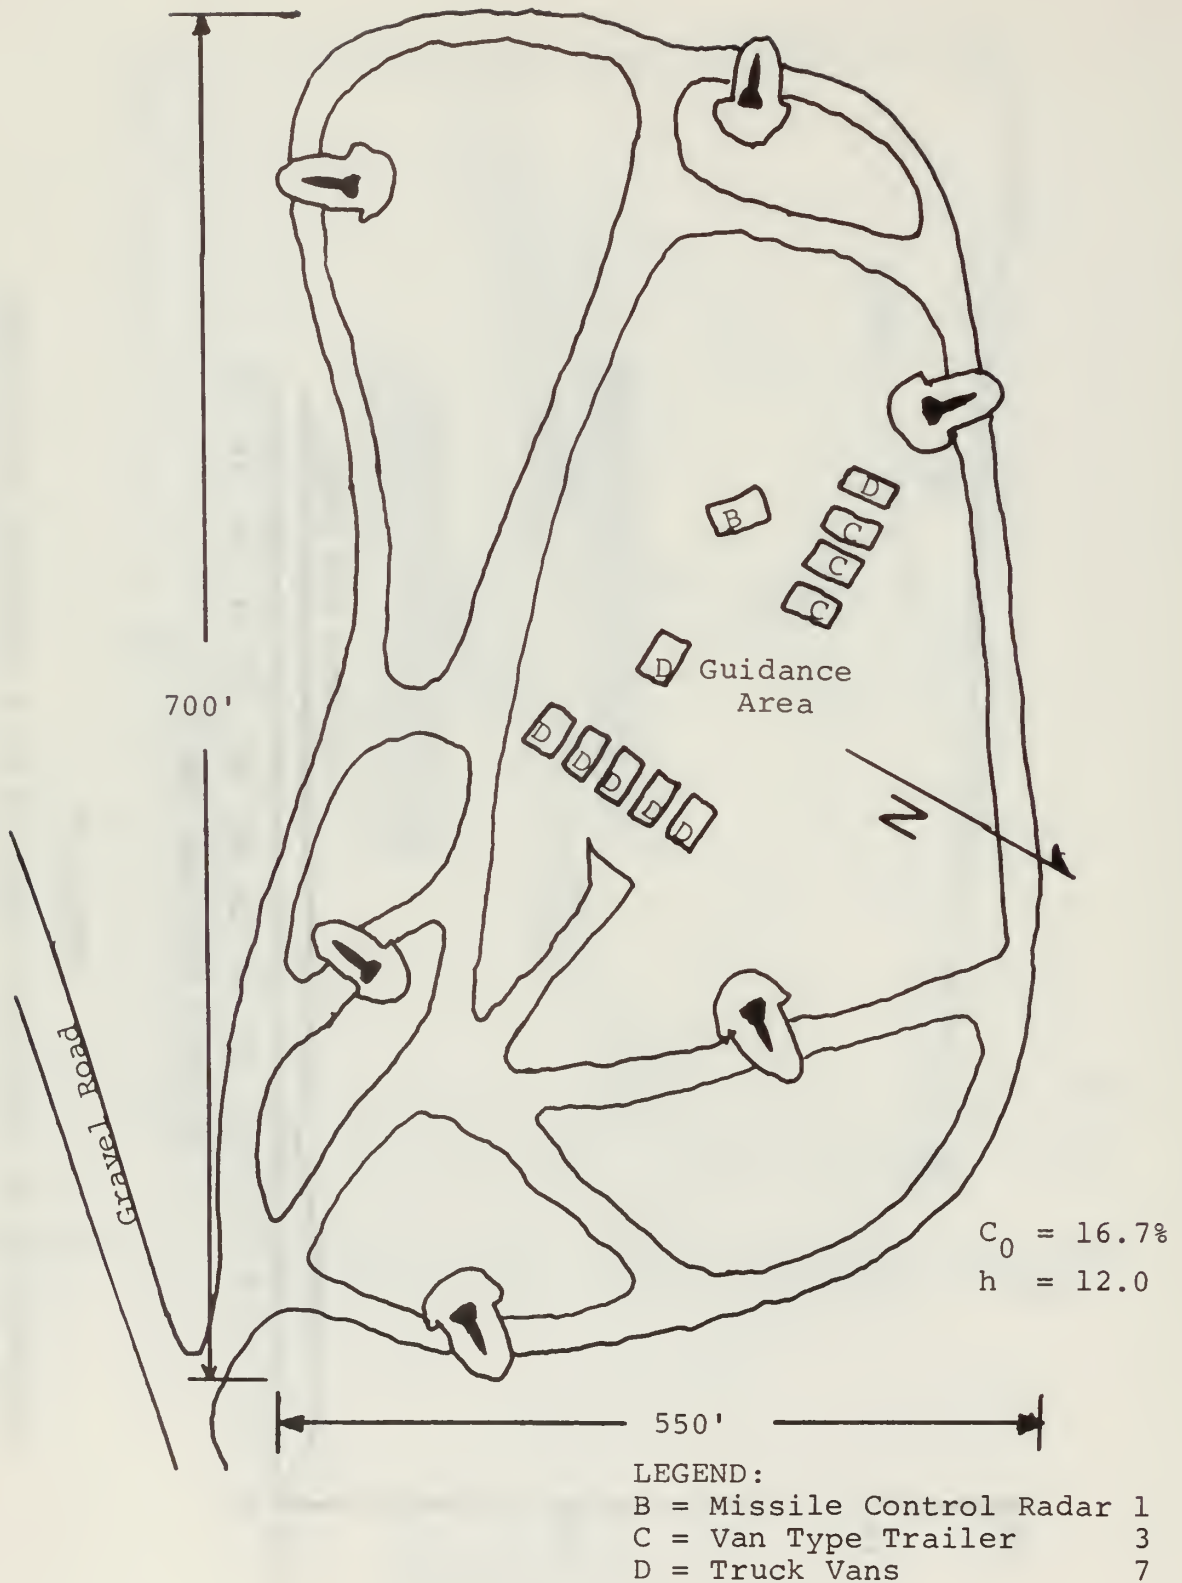 B
D
C
C
C
D Guidance
Area
700'
D
D
D
D
D
N
Gravel Road
C0 = 16.7%
h = 12.0
550'
LEGEND:
B = Missile Control Radar 1
C = Van Type Trailer 3
D = Truck Vans 7